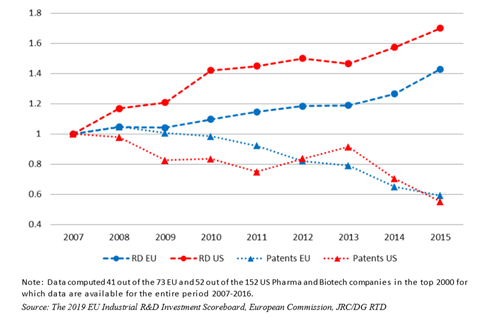 1.8
1.6
1.4
1.2
1
0.8
0.6
0.4
2007 2008 2009 2010 2011 2012 2013 2014 2015
RD EU RD US Patents EU Patents US
Note: Data computed 41 out of the 73 EU and 52 out of the 152 US Pharma and Biotech companies in the top 2000 for
which data are available for the entire period 2007-2016.
Source: The 2019 EU Industrial R&D Investment Scoreboard, European Commission, JRC/DG RTD